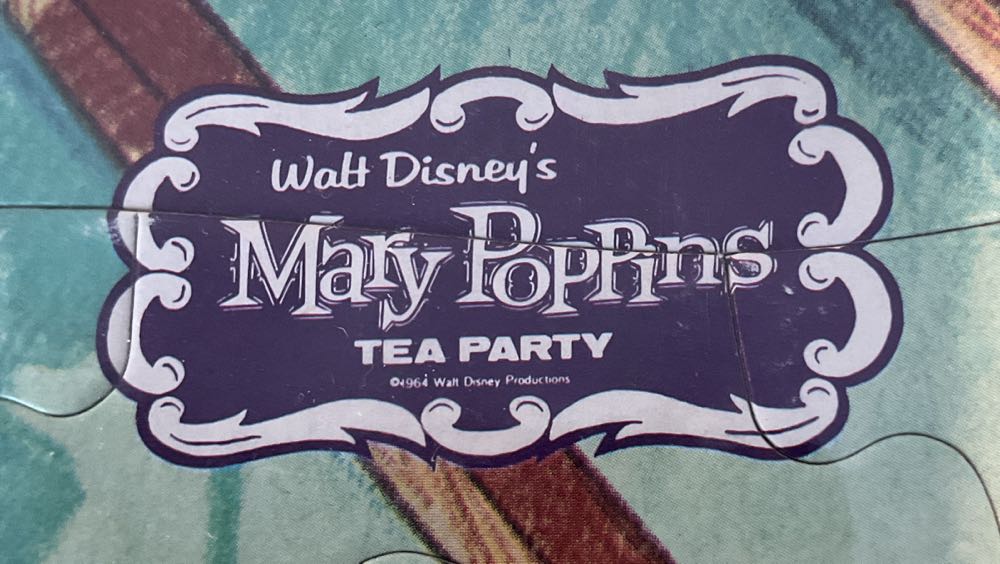 Walt Disney's
Mary Poppins
TEA PARTY
©1964 Walt Disney Productions